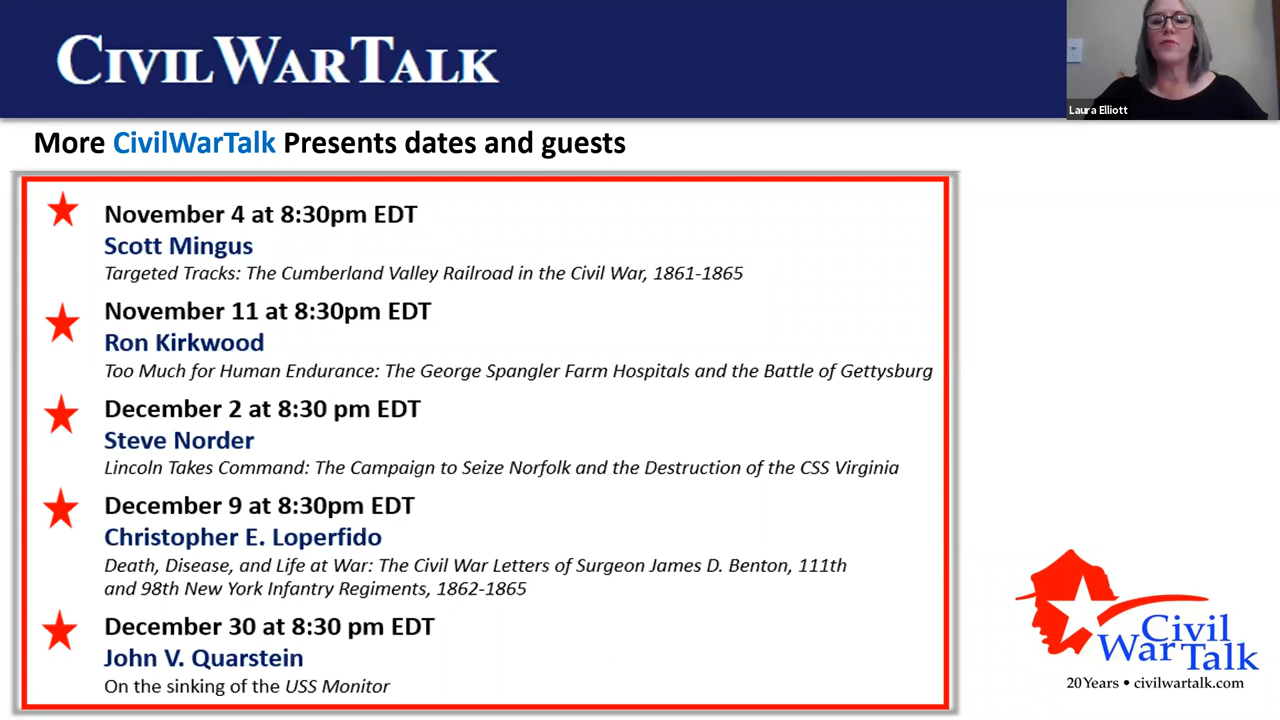 CIVILWARTALK
Laura Elliott
More CivilWarTalk Presents dates and guests
November 4 at 8:30pm EDT
Scott Mingus
Targeted Tracks: The Cumberland Valley Railroad in the Civil War, 1861-1865
November 11 at 8:30pm EDT
Ron Kirkwood
Too Much for Human Endurance: The George Spangler Farm Hospitals and the Battle of Gettysburg
December 2 at 8:30 pm EDT
Steve Norder
Lincoln Takes Command: The Campaign to Seize Norfolk and the Destruction of the CSS Virginia
December 9 at 8:30pm EDT
Christopher E. Loperfido
Death, Disease, and Life at War: The Civil War Letters of Surgeon James D. Benton, 111th
and 98th New York Infantry Regiments, 1862-1865
December 30 at 8:30 pm EDT
John V. Quarstein
On the sinking of the USS Monitor
Civil
War Talk
20 Years • civilwartalk.com